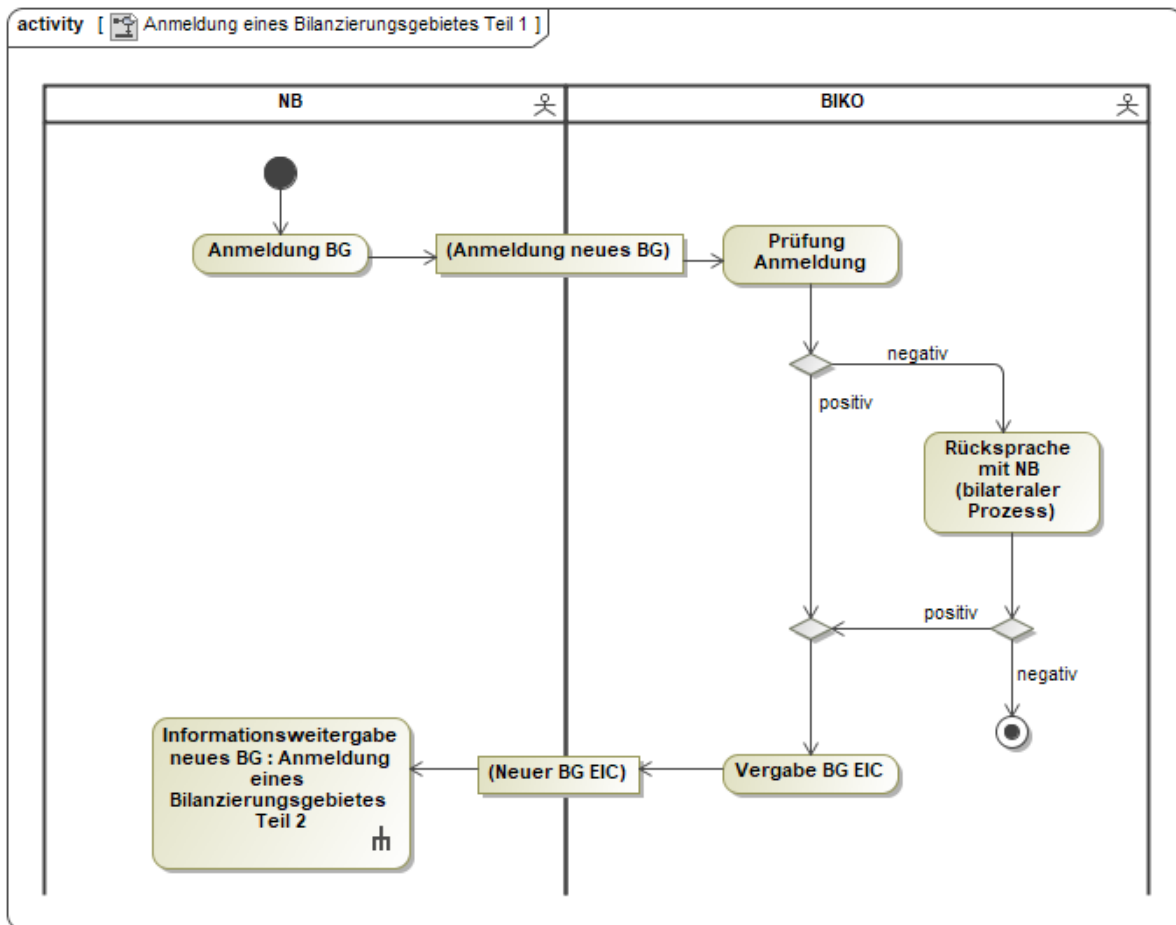 activity [ Anmeldung eines Bilanzierungsgebietes Teil 1 ]
NB
BIKO
Anmeldung BG
(Anmeldung neues BG)
Prüfung
Anmeldung
negativ
positiv
Rücksprache
mit NB
(bilateraler
Prozess)
positiv
negativ
Informationsweitergabe
neues BG : Anmeldung
eines
Bilanzierungsgebietes
Teil 2
(Neuer BG EIC)
Vergabe BG EIC